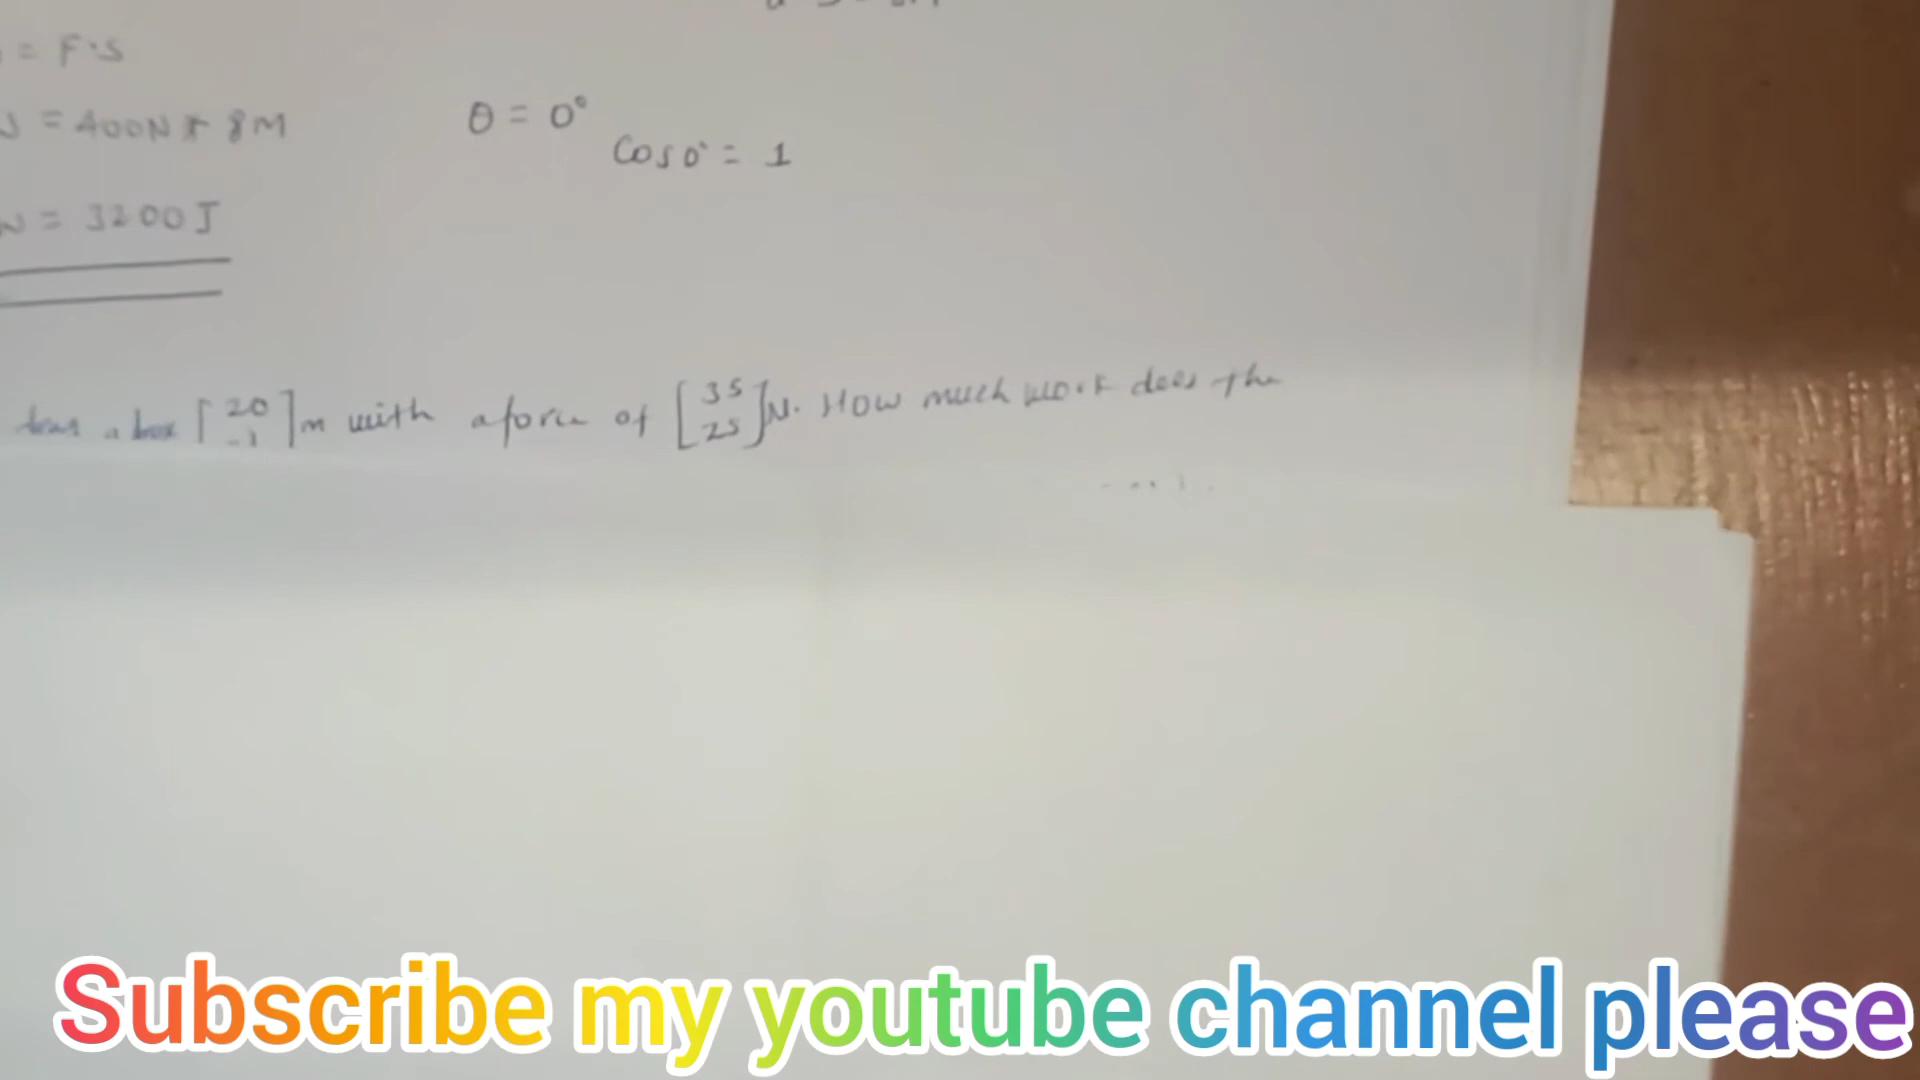 = F.S
θ = 0°
= 400N x 8M
Cos 0° = 1
W = 3200J
a box [20 -1] m with a force of [35 25] N. How much work does the
Subscribe my youtube channel please